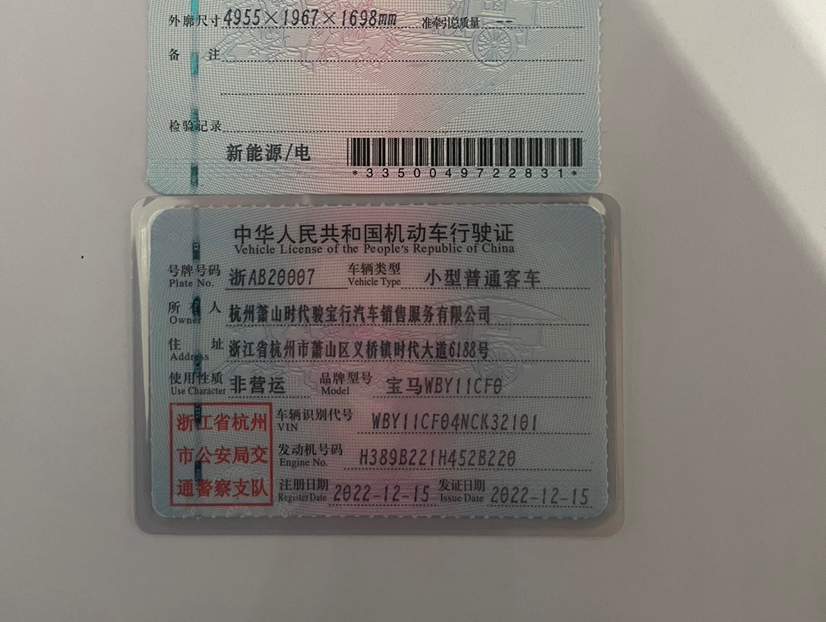 外廓尺寸 4955×1967×1698mm 准牵引总质量 --
备 注
检验记录
新能源/电
*3350049722831*
中华人民共和国机动车行驶证
Vehicle License of the People's Republic of China
号牌号码 浙AB20007 车辆类型 小型普通客车
Plate No. Vehicle Type
所有人 杭州萧山时代骏宝行汽车销售服务有限公司
Owner
住 址 浙江省杭州市萧山区义桥镇时代大道6188号
Address
使用性质 非营运 品牌型号 宝马WBY11CF0
Use Character Model
浙江省杭州 车辆识别代号 WBY11CF04NCK32101
VIN
市公安局交 发动机号码 H389B221H452B220
Engine No.
通警察支队 注册日期 2022-12-15 发证日期 2022-12-15
Register Date Issue Date